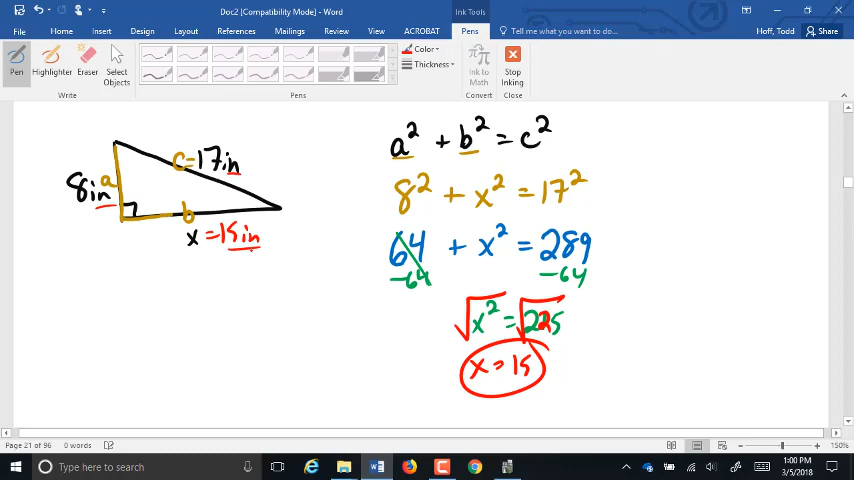 Doc2 [Compatibility Mode] - Word
Ink Tools
Hoff, Todd
File
Home
Insert
Design
Layout
References
Mailings
Review
View
ACROBAT
Pens
Tell me what you want to do...
Share
Pen
Highlighter
Eraser
Select Objects
Color
Thickness
Ink to Math
Stop Inking
Write
Pens
Convert
Close
c=17in
8in
a
b
x =15in
a² + b² = c²
8² + x² = 17²
64 + x² = 289
-64 -64
√x² = √225
x = 15
Page 21 of 96
0 words
150%
Type here to search
1:00 PM
3/5/2018